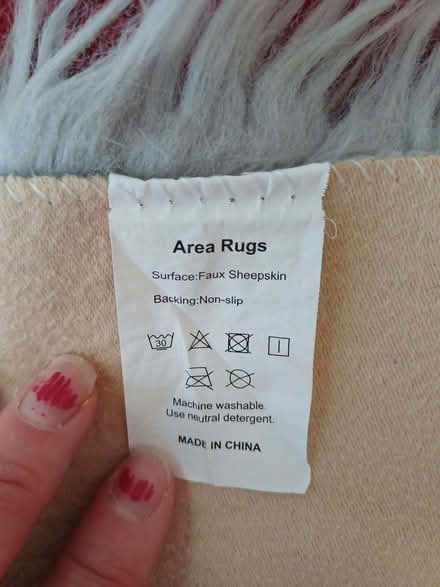 Area Rugs
Surface:Faux Sheepskin
Backing:Non-slip
30
Machine washable.
Use neutral detergent.
MADE IN CHINA